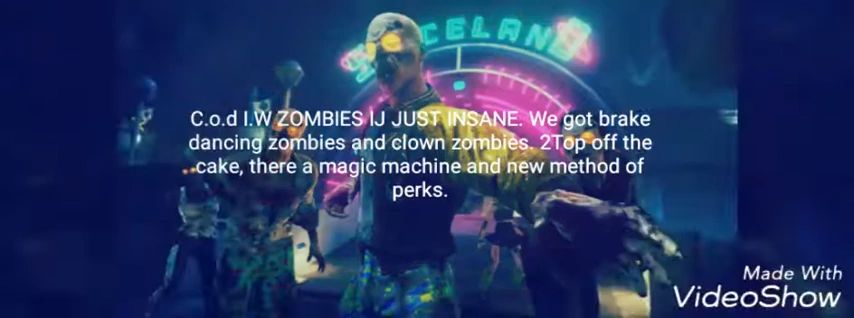 C.o.d I.W ZOMBIES IJ JUST INSANE. We got brake
dancing zombies and clown zombies. 2Top off the
cake, there a magic machine and new method of
perks.
Made With
VideoShow